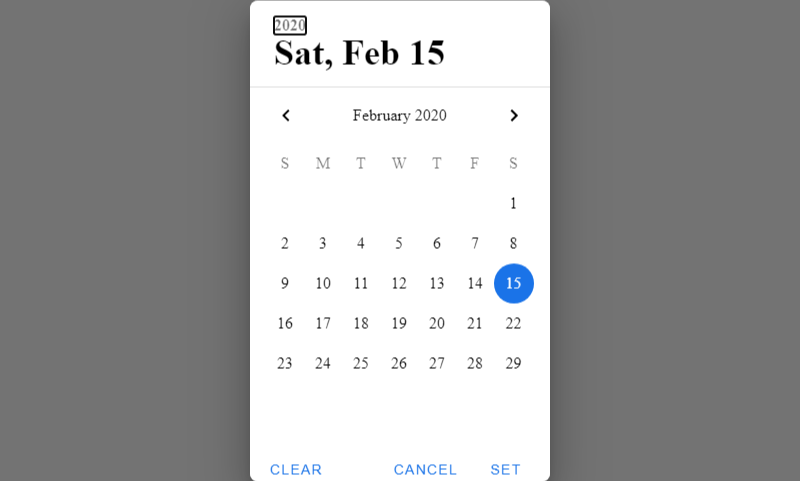 2020
Sat, Feb 15
February 2020
S M T W T F S
1
2 3 4 5 6 7 8
9 10 11 12 13 14 15
16 17 18 19 20 21 22
23 24 25 26 27 28 29
CLEAR CANCEL SET